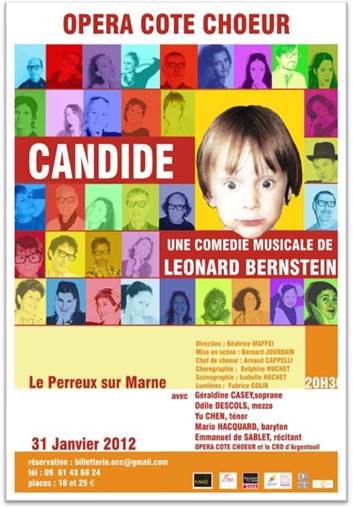 OPERA COTE CHOEUR
CANDIDE
UNE COMEDIE MUSICALE DE
LEONARD BERNSTEIN
Direction : Béatrice MAFFEI
Mise en scène : Bernard JOURDAIN
Chef de choeur : Arnaud CAPPELLI
Chorégraphie : Delphine HUCHET
Scénographie : Isabelle HUCHET
Lumières : Fabrice COLIN
20H3
Le Perreux sur Marne
avec Géraldine CASEY,soprane
Odile DESCOLS, mezzo
Yu CHEN, ténor
Mario HACQUARD, baryton
Emmanuel de SABLET, récitant
OPERA COTE CHOEUR et le CRD d'Argenteuil
31 Janvier 2012
réservation : billetterie.occ@gmail.com
tél : 09 61 43 68 24
places : 18 et 25 €